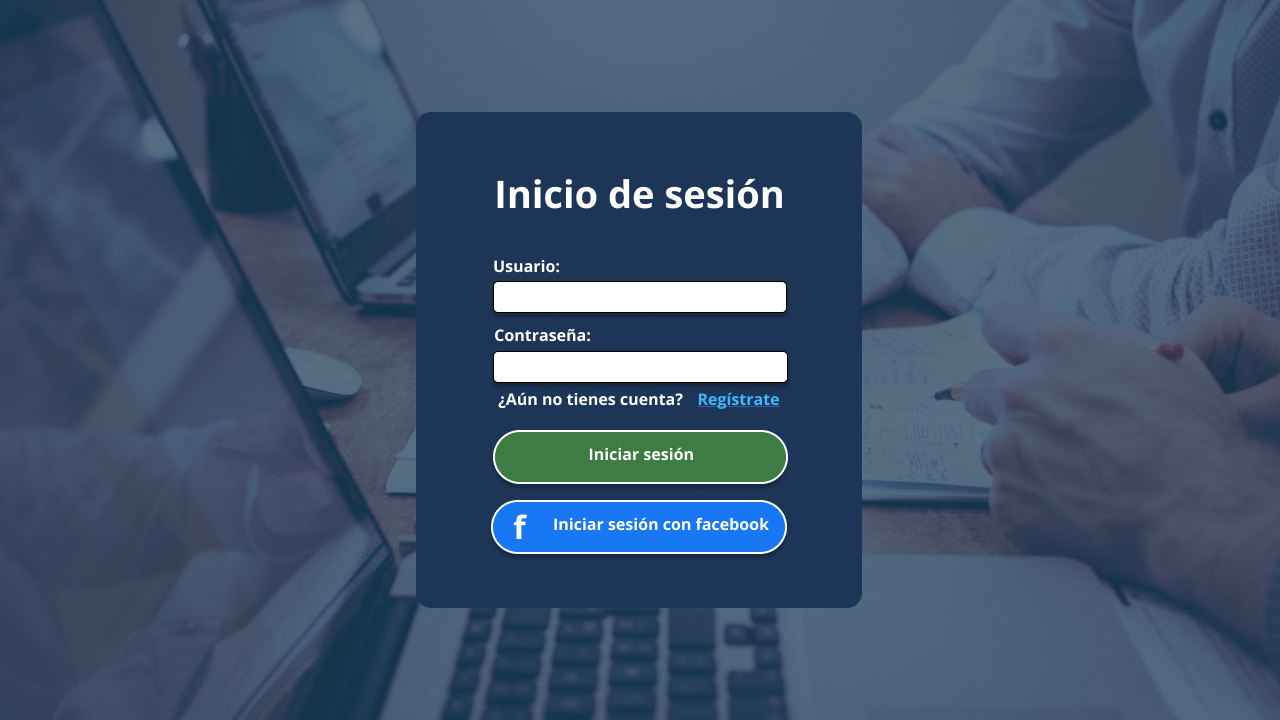 Inicio de sesión
Usuario:
Contraseña:
¿Aún no tienes cuenta? Regístrate
Iniciar sesión
f Iniciar sesión con facebook